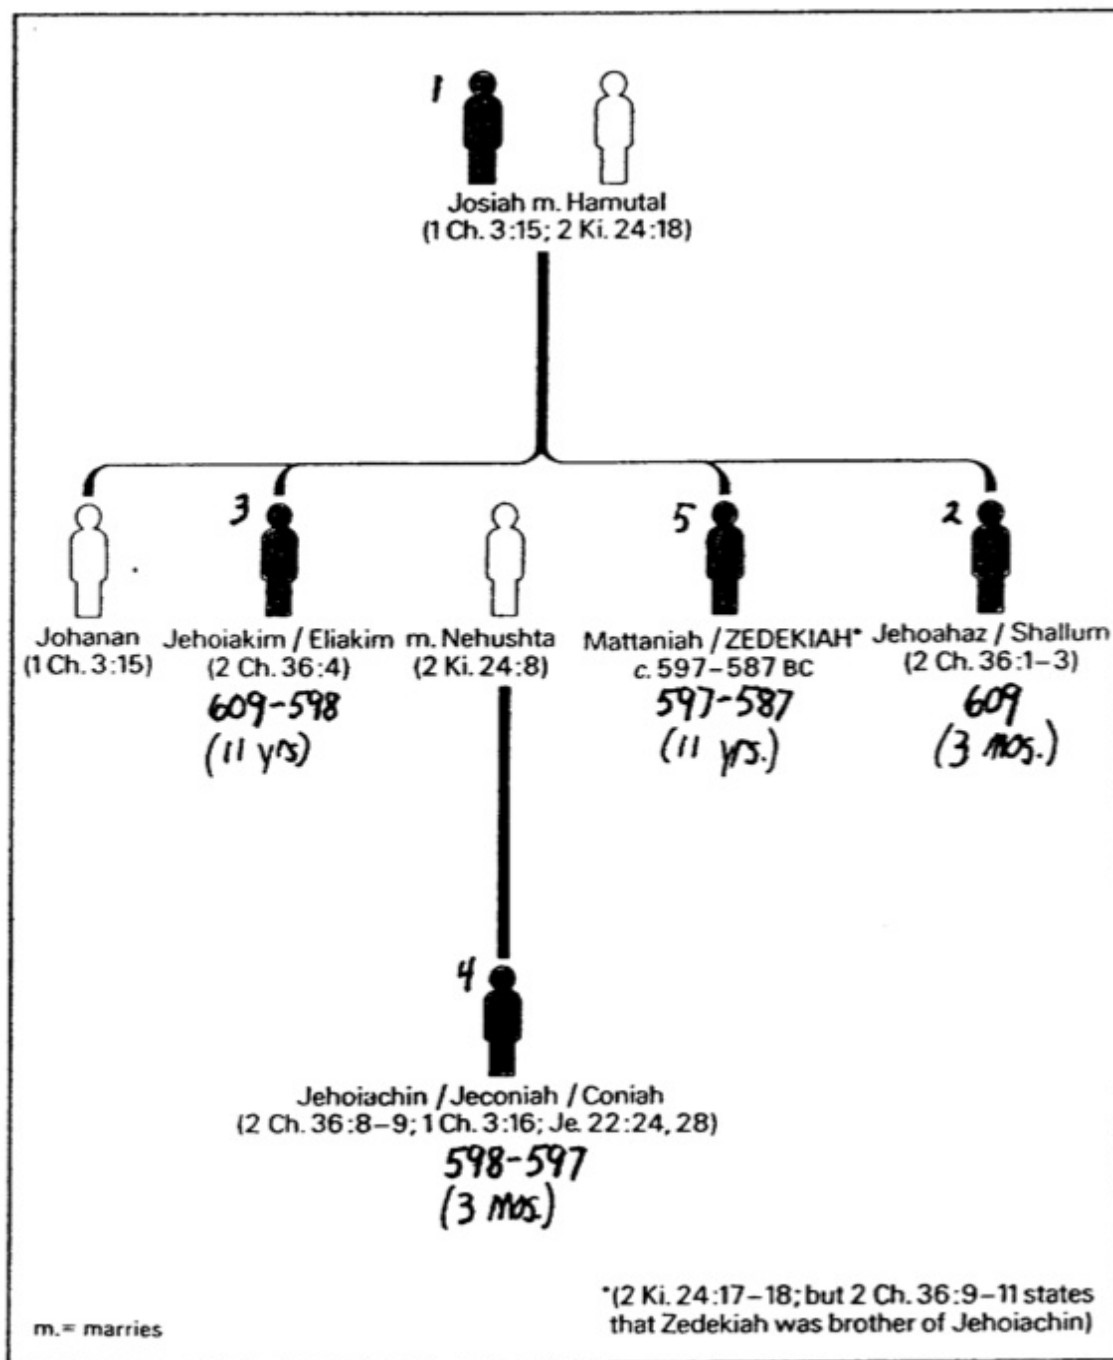 1
Josiah m. Hamutal
(1 Ch. 3:15; 2 Ki. 24:18)
3
5
2
Johanan
(1 Ch. 3:15)
Jehoiakim / Eliakim
(2 Ch. 36:4)
609-598
(11 yrs)
m. Nehushta
(2 Ki. 24:8)
Mattaniah / ZEDEKIAH*
c. 597–587 BC
597-587
(11 yrs.)
Jehoahaz / Shallum
(2 Ch. 36:1–3)
609
(3 mos.)
4
Jehoiachin / Jeconiah / Coniah
(2 Ch. 36:8–9; 1 Ch. 3:16; Je. 22:24, 28)
598-597
(3 mos.)
m. = marries
*(2 Ki. 24:17–18; but 2 Ch. 36:9–11 states
that Zedekiah was brother of Jehoiachin)